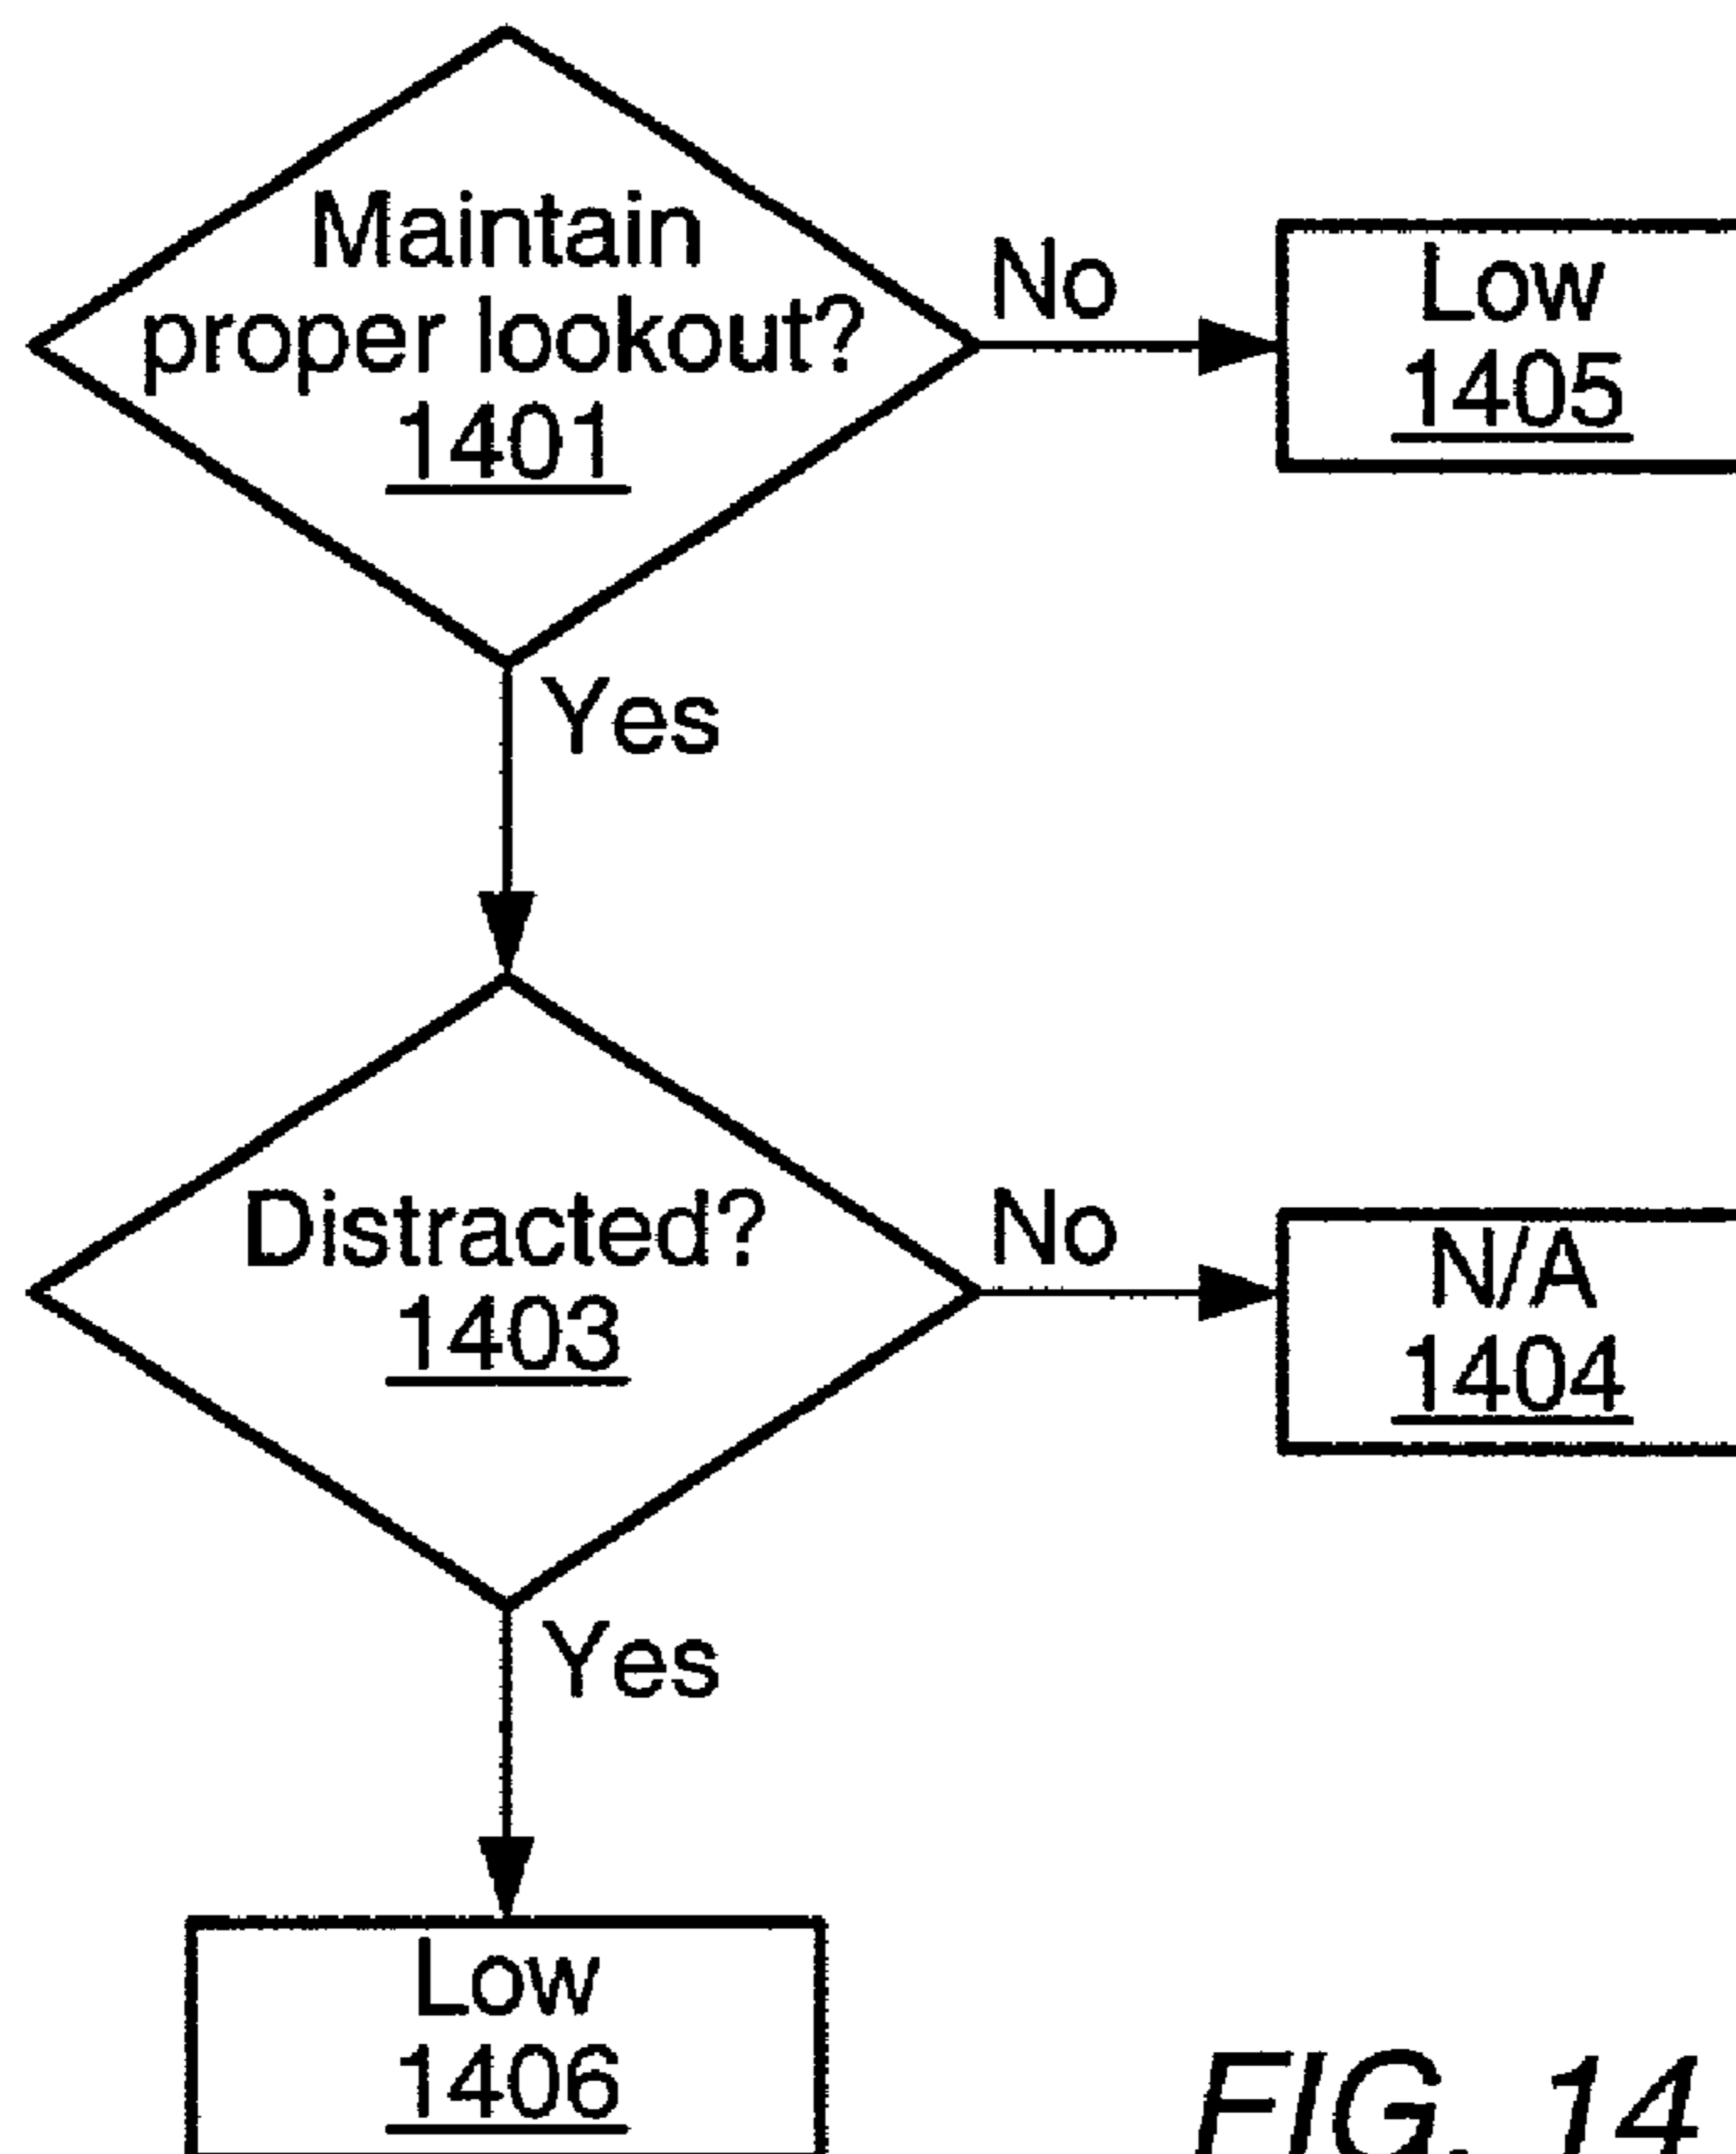 Maintain
proper lookout?
1401
No
Low
1405
Yes
Distracted?
1403
No
N/A
1404
Yes
Low
1406
FIG. 14